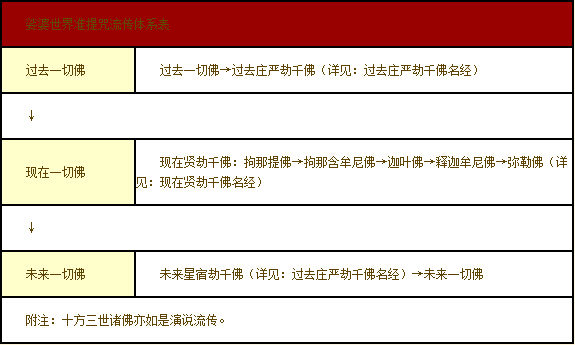 娑婆世界准提咒流传体系表
过去一切佛
过去一切佛→过去庄严劫千佛（详见：过去庄严劫千佛名经）
↓
现在一切佛
现在贤劫千佛：拘那提佛→拘那含牟尼佛→迦叶佛→释迦牟尼佛→弥勒佛（详
见：现在贤劫千佛名经）
↓
未来一切佛
未来星宿劫千佛（详见：过去庄严劫千佛名经）→未来一切佛
附注：十方三世诸佛亦如是演说流传。